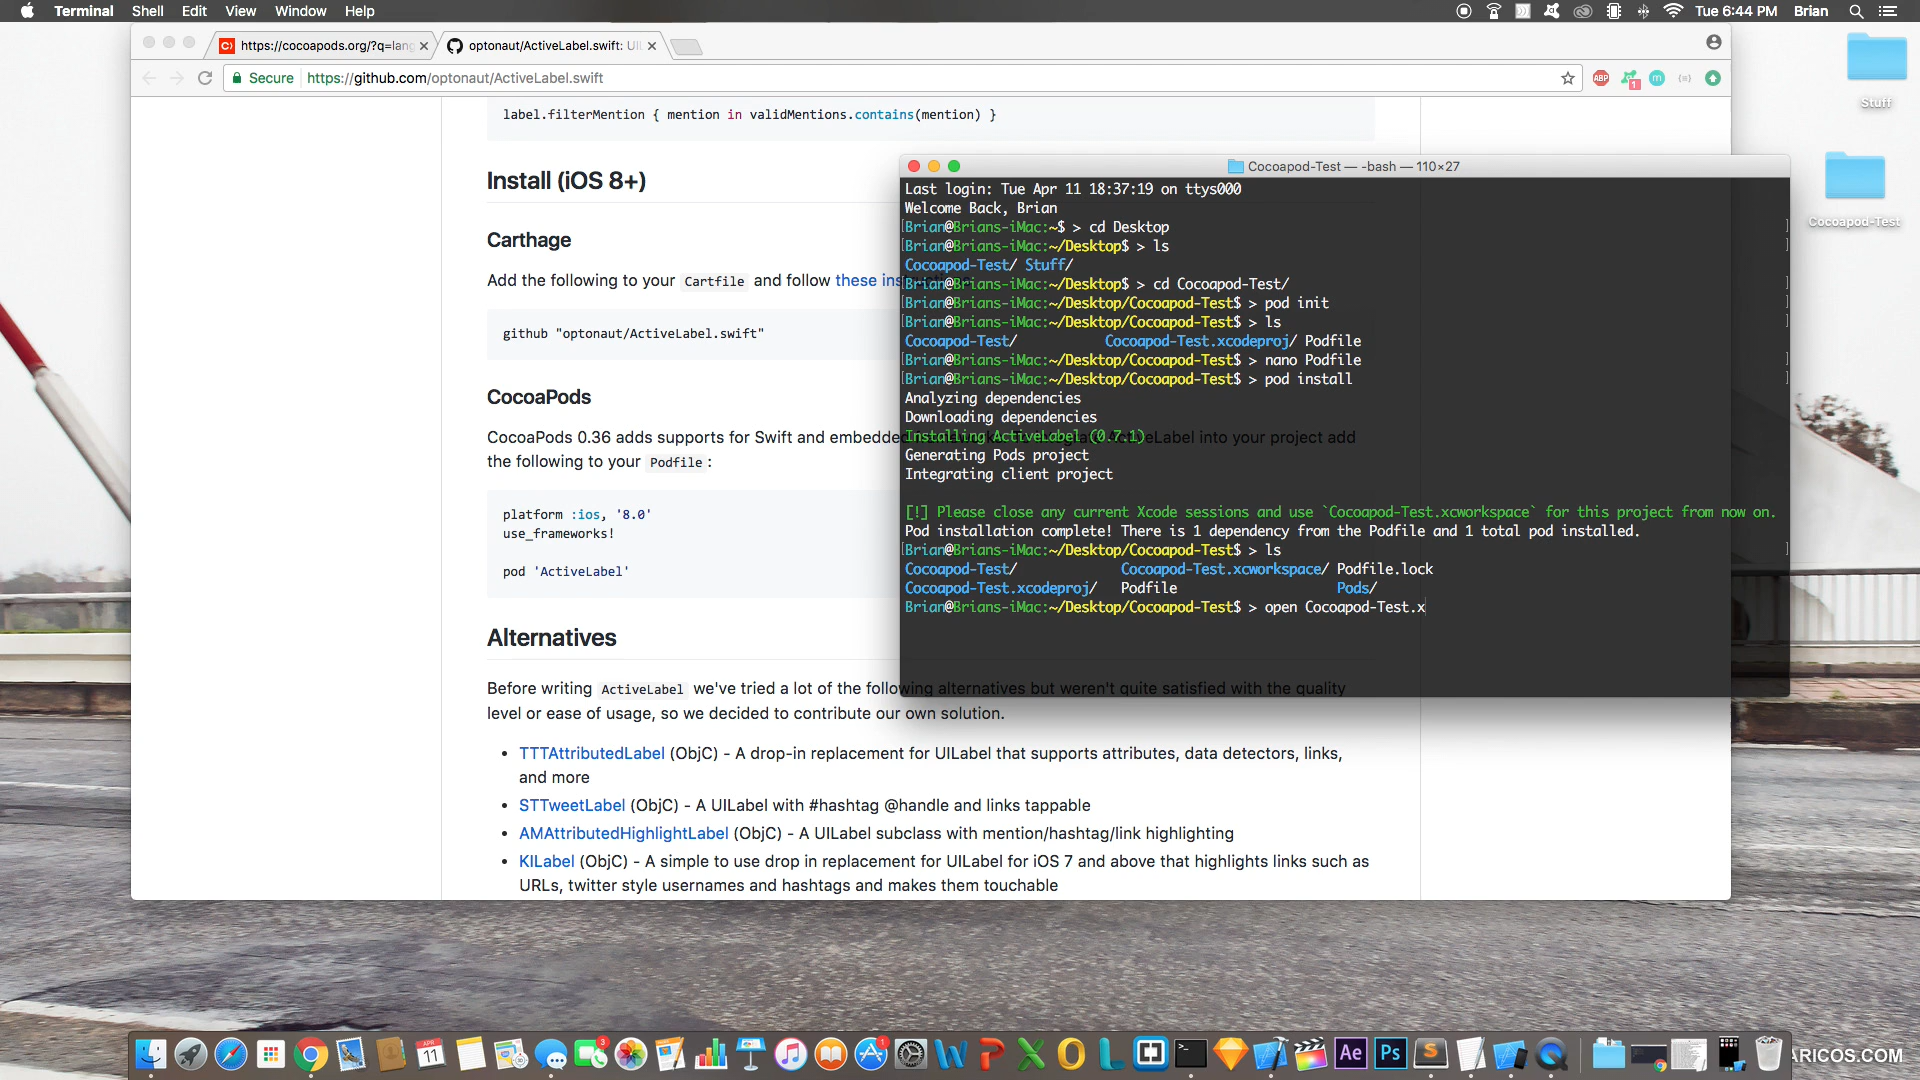 Terminal Shell Edit View Window Help
Tue 6:44 PM Brian
https://cocoapods.org/?q=lang
optonaut/ActiveLabel.swift: UI
Secure https://github.com/optonaut/ActiveLabel.swift
label.filterMention { mention in validMentions.contains(mention) }
Install (iOS 8+)
Carthage
Add the following to your Cartfile and follow these
github "optonaut/ActiveLabel.swift"
CocoaPods
CocoaPods 0.36 adds supports for Swift and embedded ActiveLabel into your project add
the following to your Podfile:
platform :ios, '8.0'
use_frameworks!
pod 'ActiveLabel'
Alternatives
Before writing ActiveLabel we've tried a lot of the following alternatives but weren't quite satisfied with the quality
level or ease of usage, so we decided to contribute our own solution.
• TTTAttributedLabel (ObjC) - A drop-in replacement for UILabel that supports attributes, data detectors, links,
and more
• STTweetLabel (ObjC) - A UILabel with #hashtag @handle and links tappable
• AMAttributedHighlightLabel (ObjC) - A UILabel subclass with mention/hashtag/link highlighting
• KILabel (ObjC) - A simple to use drop in replacement for UILabel for iOS 7 and above that highlights links such as
URLs, twitter style usernames and hashtags and makes them touchable
Cocoapod-Test — -bash — 110×27
Last login: Tue Apr 11 18:37:19 on ttys000
Welcome Back, Brian
Brian@Brians-iMac:~$ > cd Desktop
Brian@Brians-iMac:~/Desktop$ > ls
Cocoapod-Test/ Stuff/
Brian@Brians-iMac:~/Desktop$ > cd Cocoapod-Test/
Brian@Brians-iMac:~/Desktop/Cocoapod-Test$ > pod init
Brian@Brians-iMac:~/Desktop/Cocoapod-Test$ > ls
Cocoapod-Test/ Cocoapod-Test.xcodeproj/ Podfile
Brian@Brians-iMac:~/Desktop/Cocoapod-Test$ > nano Podfile
Brian@Brians-iMac:~/Desktop/Cocoapod-Test$ > pod install
Analyzing dependencies
Downloading dependencies
Installing ActiveLabel (0.7.1)
Generating Pods project
Integrating client project
[!] Please close any current Xcode sessions and use `Cocoapod-Test.xcworkspace` for this project from now on.
Pod installation complete! There is 1 dependency from the Podfile and 1 total pod installed.
Brian@Brians-iMac:~/Desktop/Cocoapod-Test$ > ls
Cocoapod-Test/ Cocoapod-Test.xcworkspace/ Podfile.lock
Cocoapod-Test.xcodeproj/ Podfile Pods/
Brian@Brians-iMac:~/Desktop/Cocoapod-Test$ > open Cocoapod-Test.x
Stuff
Cocoapod-Test
ABP
1
m
APR
11
3
1
Ae
Ps
ARICOS.COM